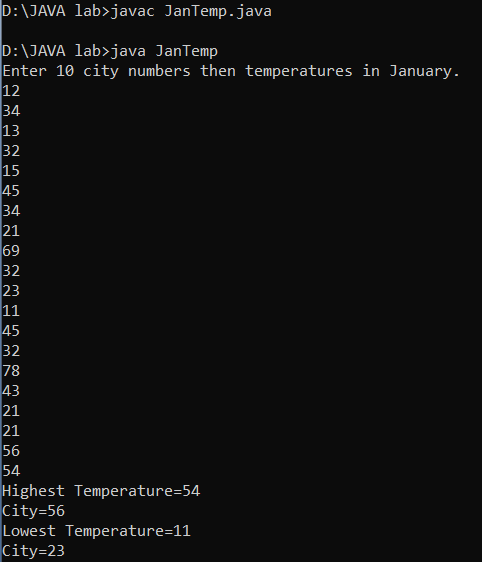 D:\JAVA lab>javac JanTemp.java
D:\JAVA lab>java JanTemp
Enter 10 city numbers then temperatures in January.
12
34
13
32
15
45
34
21
69
32
23
11
45
32
78
43
21
21
56
54
Highest Temperature=54
City=56
Lowest Temperature=11
City=23